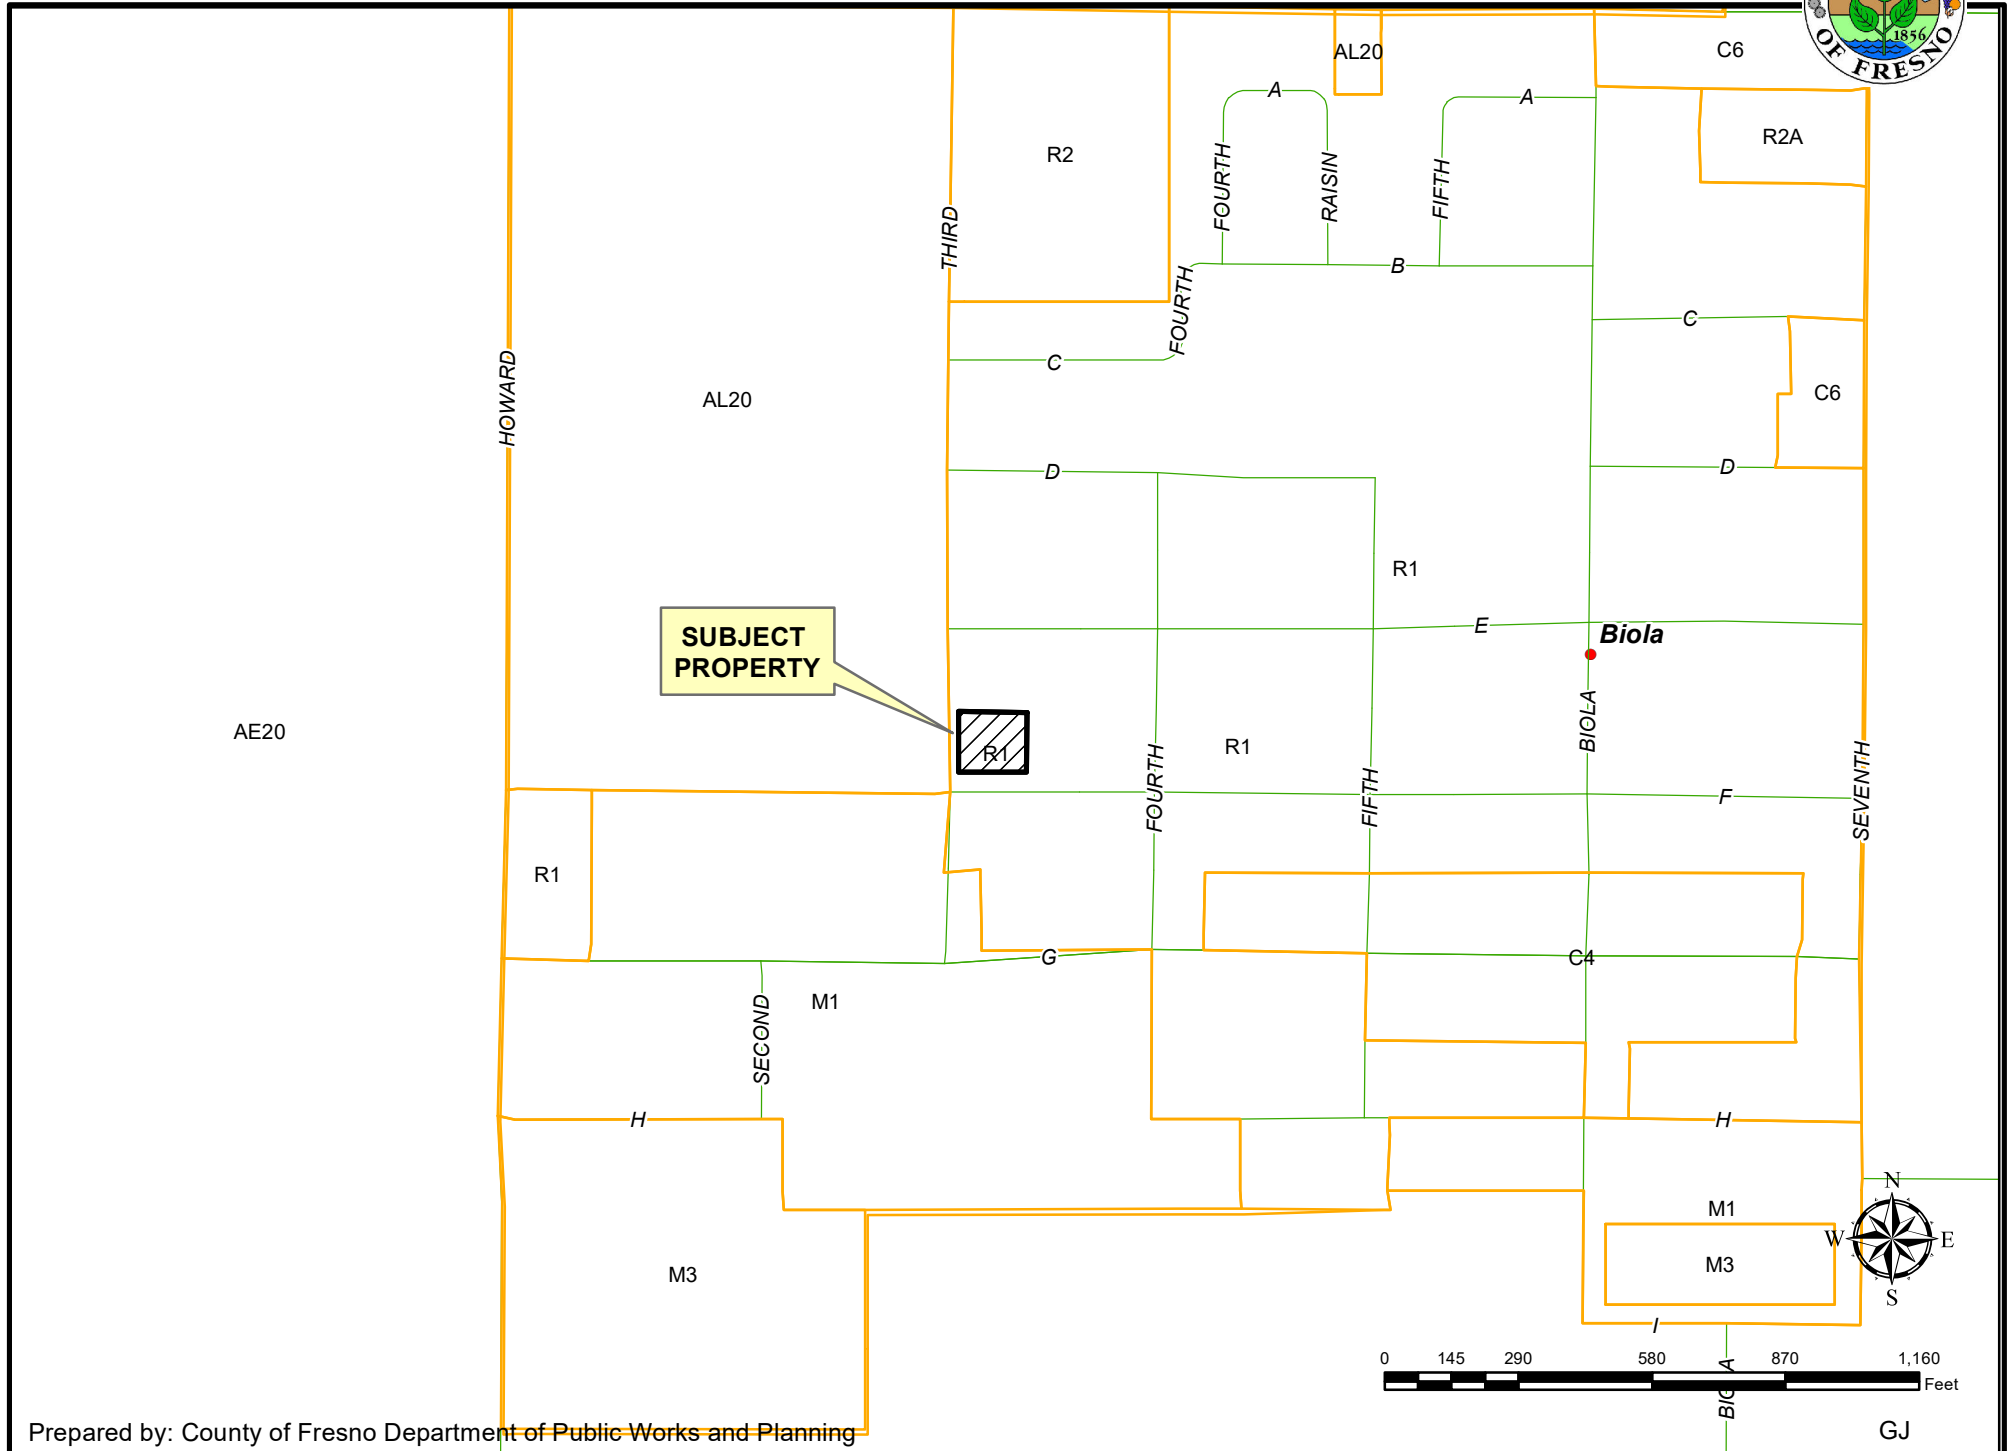 1856
OF FRESNO
C6
AL20
A
A
R2A
R2
FOURTH
RAISIN
FIFTH
THIRD
B
FOURTH
C
C
HOWARD
AL20
C6
D
D
R1
E
Biola
SUBJECT
PROPERTY
AE20
R1
R1
BIOLA
FOURTH
FIFTH
SEVENTH
F
R1
G
C4
M1
SECOND
H
H
N
M1
W
E
M3
M3
S
I
0 145 290 580 870 1,160
Feet
BIOLA
Prepared by: County of Fresno Department of Public Works and Planning
GJ